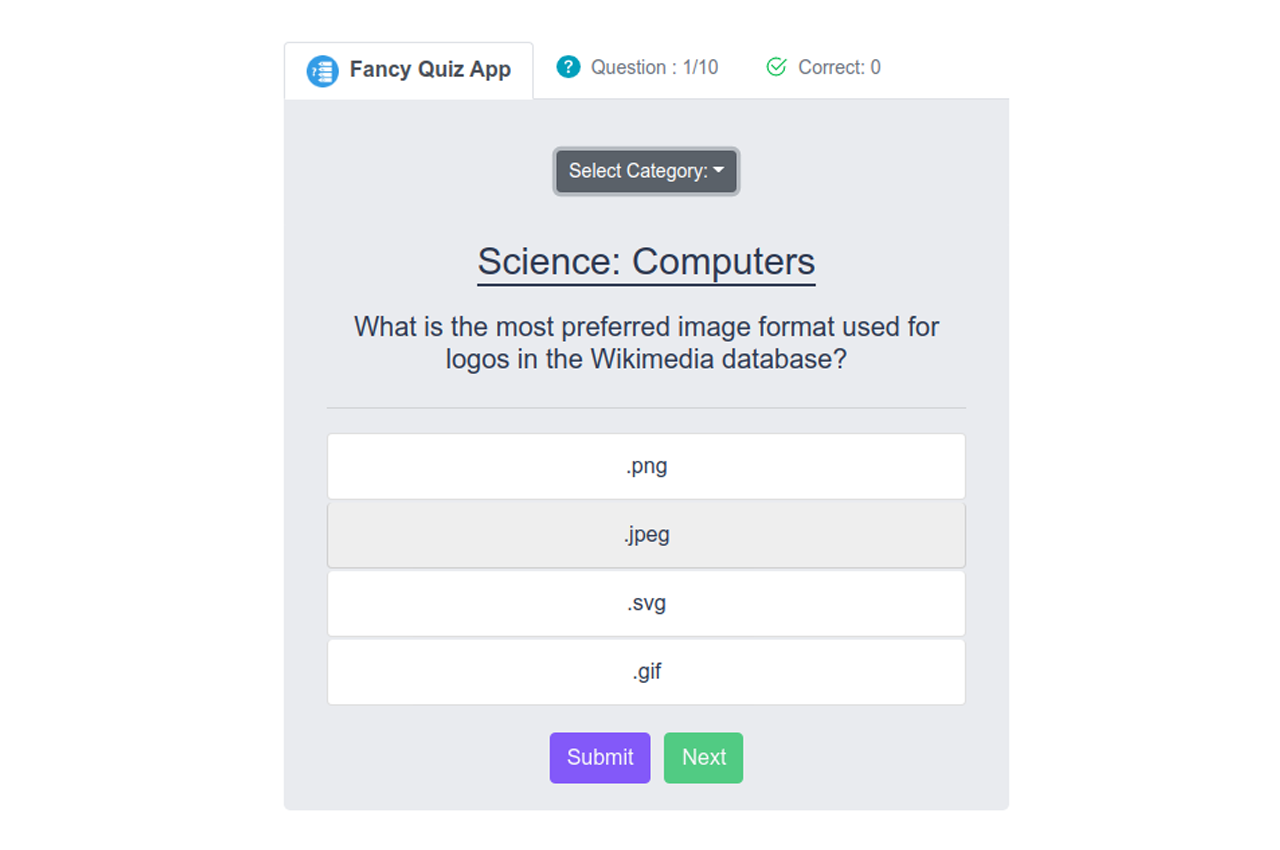 Fancy Quiz App
? Question : 1/10
Correct: 0
Select Category:
Science: Computers
What is the most preferred image format used for
logos in the Wikimedia database?
.png
.jpeg
.svg
.gif
Submit Next